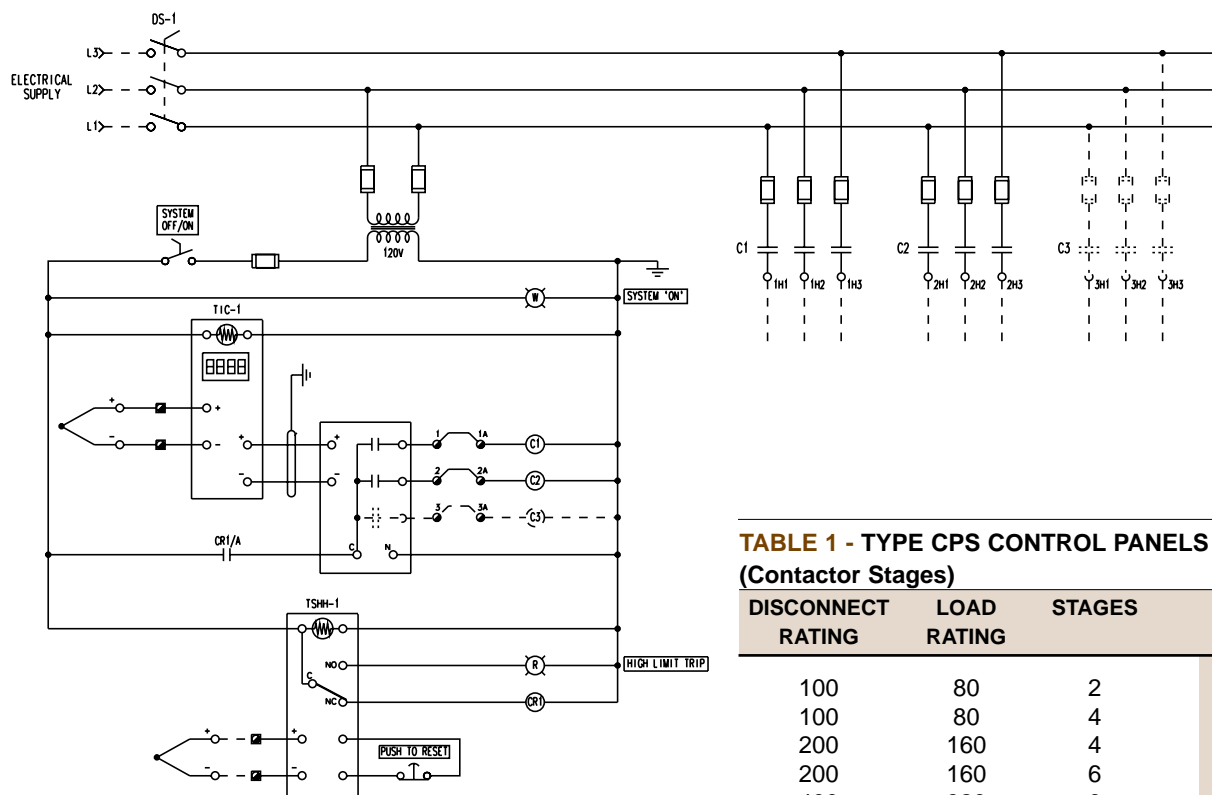 DS-1
L3
ELECTRICAL
SUPPLY
L2
L1
SYSTEM
OFF/ON
120V
SYSTEM 'ON'
W
TIC-1
8888
+
+
-
-
+
-
+
-
1
1A
C1
2
2A
C2
3
3A
C3
CR1/A
C
N
TSHH-1
NO
R
HIGH LIMIT TRIP
C
NC
CR1
+
+
-
-
PUSH TO RESET
C1
1H1
1H2
1H3
C2
2H1
2H2
2H3
C3
3H1
3H2
3H3
TABLE 1 - TYPE CPS CONTROL PANELS
(Contactor Stages)
DISCONNECT LOAD STAGES
RATING RATING
100 80 2
100 80 4
200 160 4
200 160 6